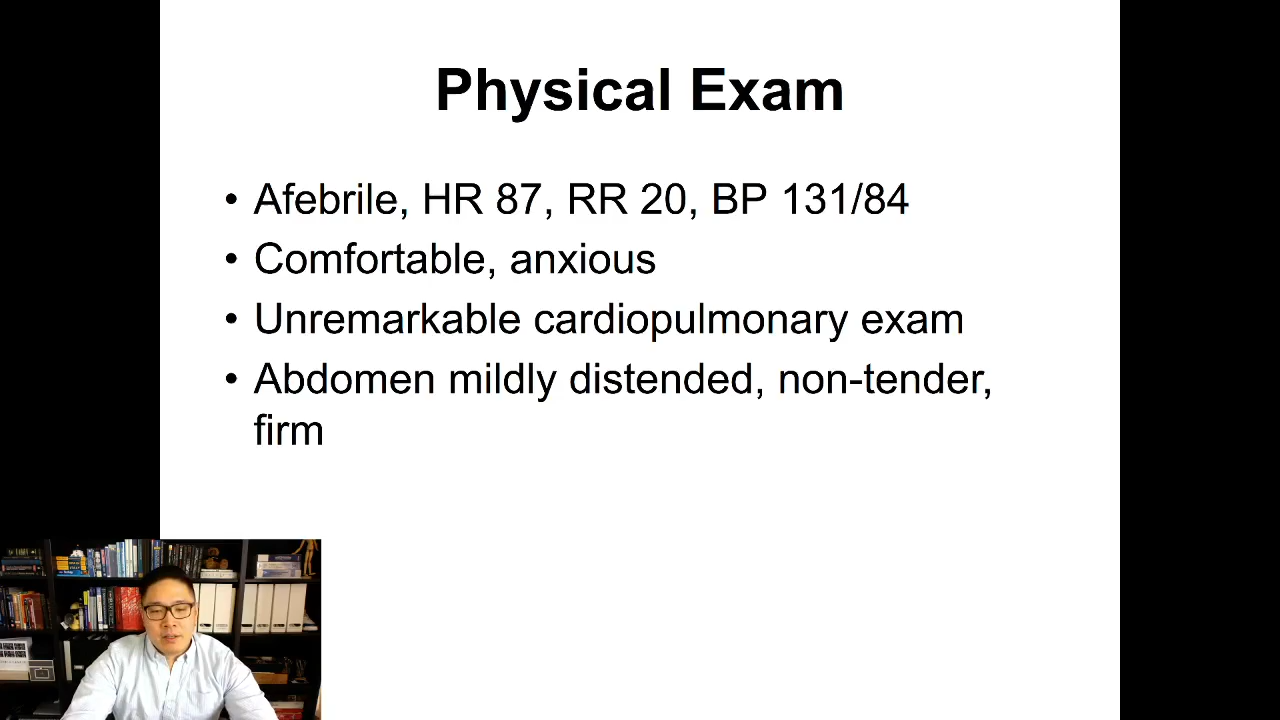 Physical Exam
• Afebrile, HR 87, RR 20, BP 131/84
• Comfortable, anxious
• Unremarkable cardiopulmonary exam
• Abdomen mildly distended, non-tender,
firm